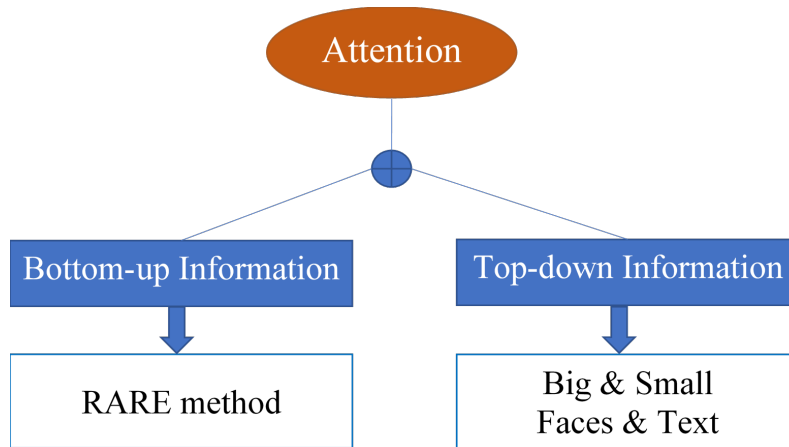 Attention
Bottom-up Information
Top-down Information
RARE method
Big & Small
Faces & Text